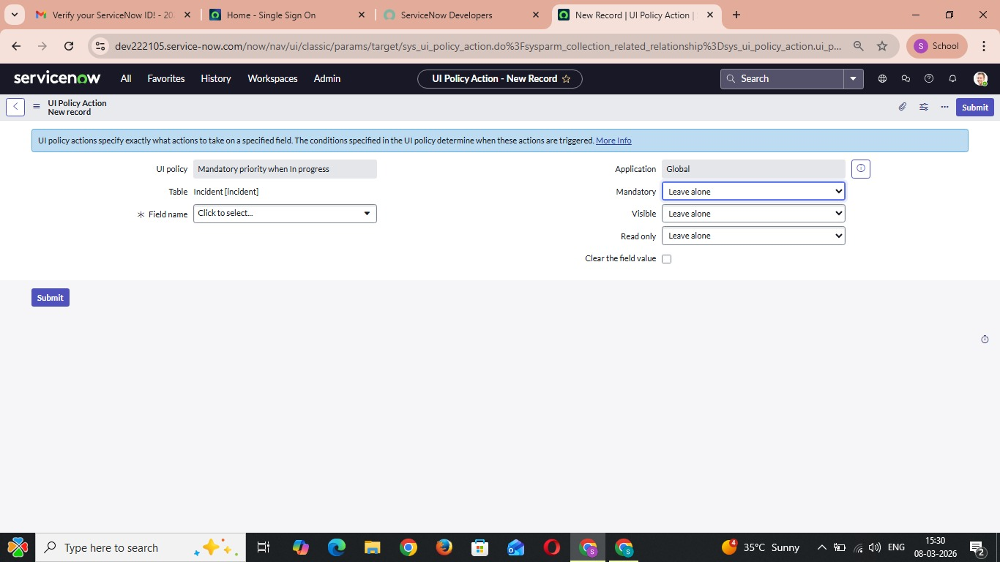 Verify your ServiceNow ID! - 20
Home - Single Sign On
ServiceNow Developers
New Record | UI Policy Action |
dev222105.service-now.com/now/nav/ui/classic/params/target/sys_ui_policy_action.do%3Fsysparm_collection_related_relationship%3Dsys_ui_policy_action.ui_p...
S School
servicenow All Favorites History Workspaces Admin
UI Policy Action - New Record
Search
UI Policy Action
New record
Submit
UI policy actions specify exactly what actions to take on a specified field. The conditions specified in the UI policy determine when these actions are triggered. More Info
UI policy Mandatory priority when In progress
Application Global
Table Incident [incident]
Mandatory Leave alone
Field name Click to select...
Visible Leave alone
Read only Leave alone
Clear the field value
Submit
Type here to search
4 35°C Sunny
ENG
15:30
08-03-2026
2